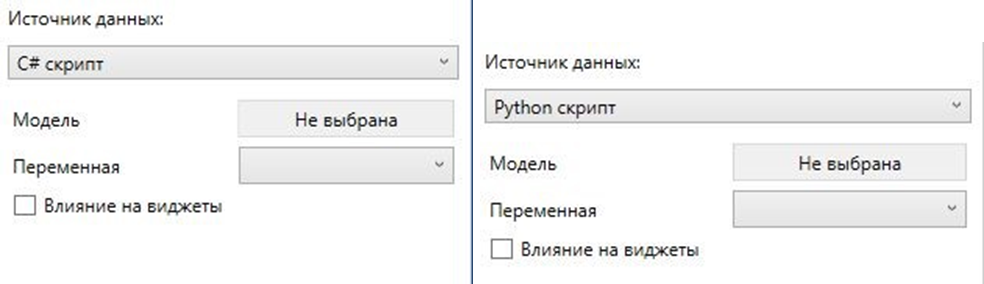 Источник данных:
C# скрипт
Модель
Не выбрана
Переменная
Влияние на виджеты
Источник данных:
Python скрипт
Модель
Не выбрана
Переменная
Влияние на виджеты